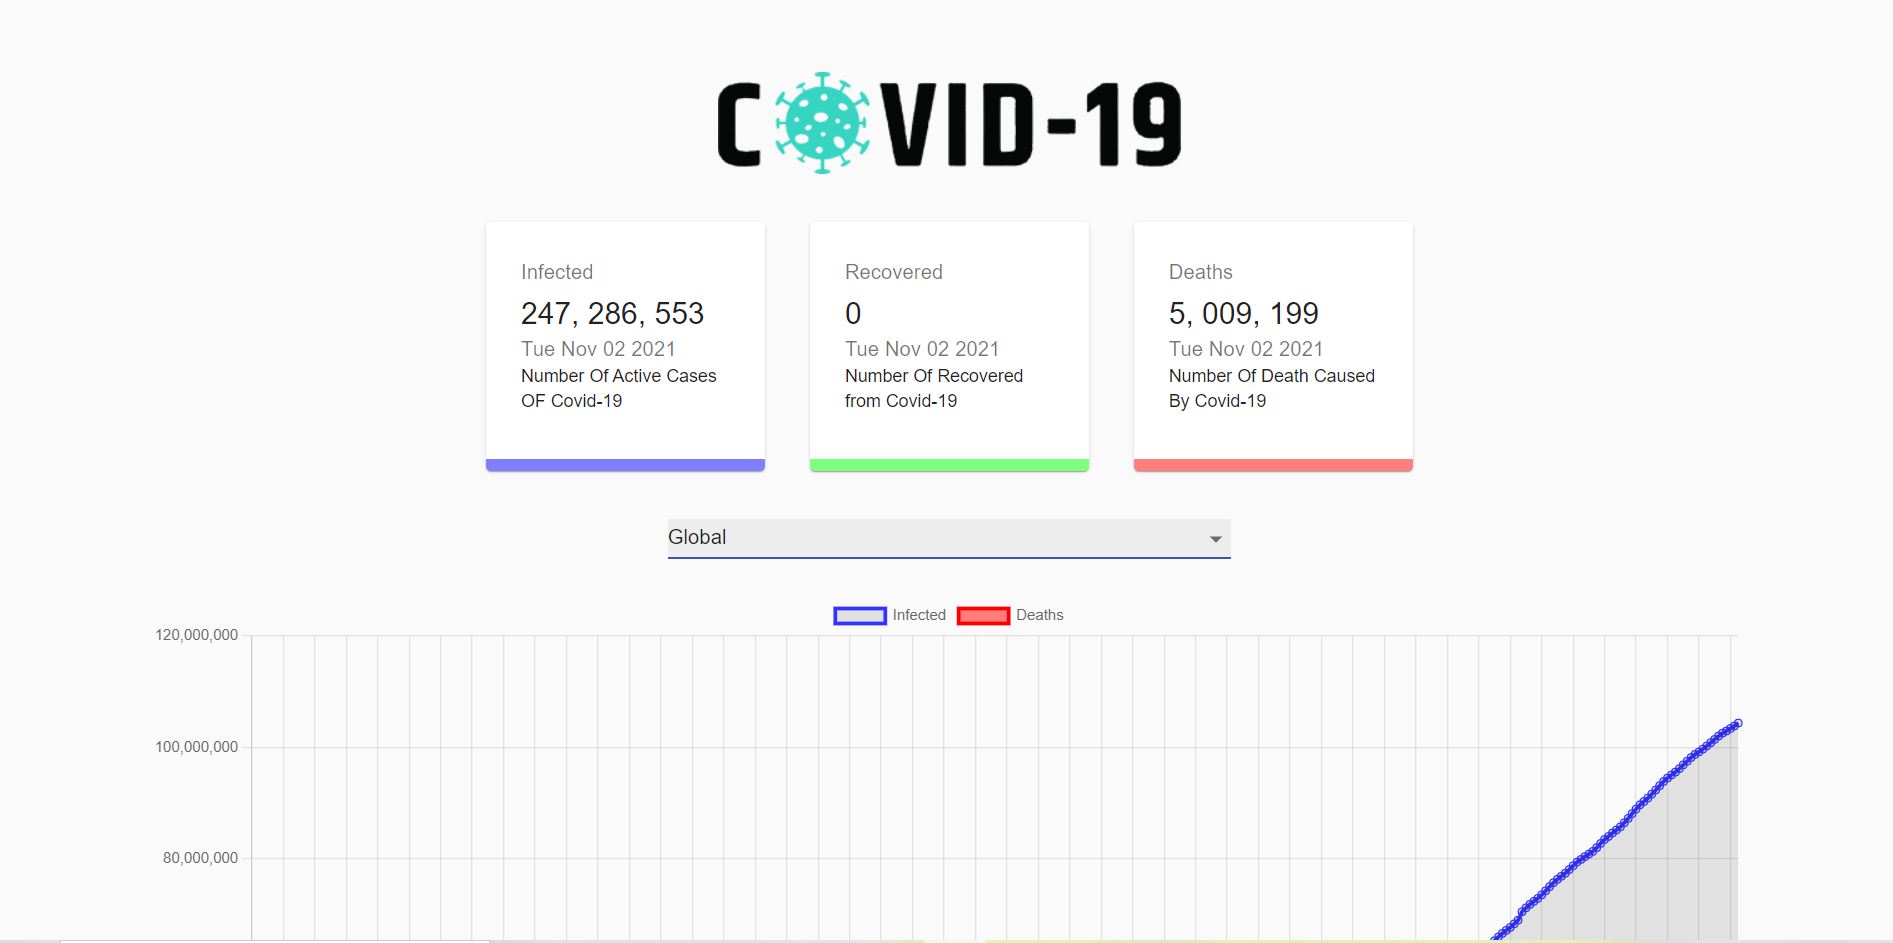 COVID-19
Infected
247, 286, 553
Tue Nov 02 2021
Number Of Active Cases
OF Covid-19
Recovered
0
Tue Nov 02 2021
Number Of Recovered
from Covid-19
Deaths
5, 009, 199
Tue Nov 02 2021
Number Of Death Caused
By Covid-19
Global
Infected
Deaths
120,000,000
100,000,000
80,000,000